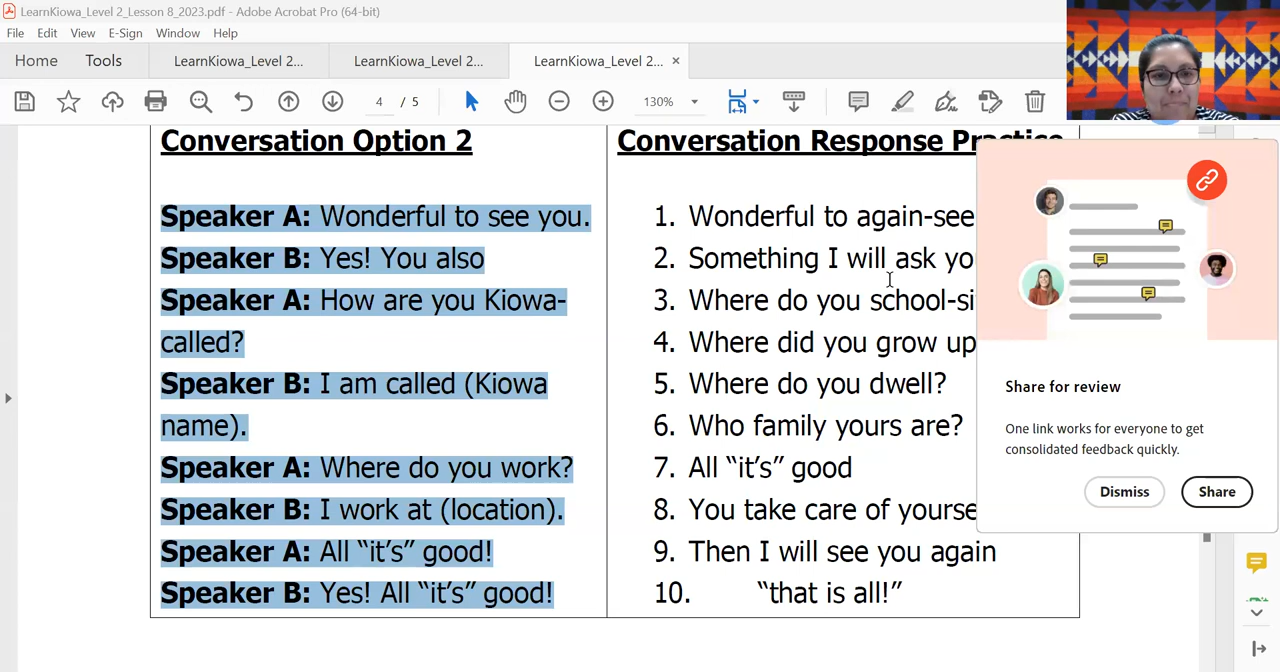 LearnKiowa_Level 2_Lesson 8_2023.pdf - Adobe Acrobat Pro (64-bit)
File Edit View E-Sign Window Help
Home Tools LearnKiowa_Level 2... LearnKiowa_Level 2... LearnKiowa_Level 2... ×
4 / 5 130%
Conversation Option 2
Speaker A: Wonderful to see you.
Speaker B: Yes! You also
Speaker A: How are you Kiowa-
called?
Speaker B: I am called (Kiowa
name).
Speaker A: Where do you work?
Speaker B: I work at (location).
Speaker A: All “it’s” good!
Speaker B: Yes! All “it’s” good!
Conversation Response Practice
1. Wonderful to again-see
2. Something I will ask yo
3. Where do you school-si
4. Where did you grow up
5. Where do you dwell?
6. Who family yours are?
7. All “it’s” good
8. You take care of yourse
9. Then I will see you again
10. “that is all!”
Share for review
One link works for everyone to get
consolidated feedback quickly.
Dismiss Share